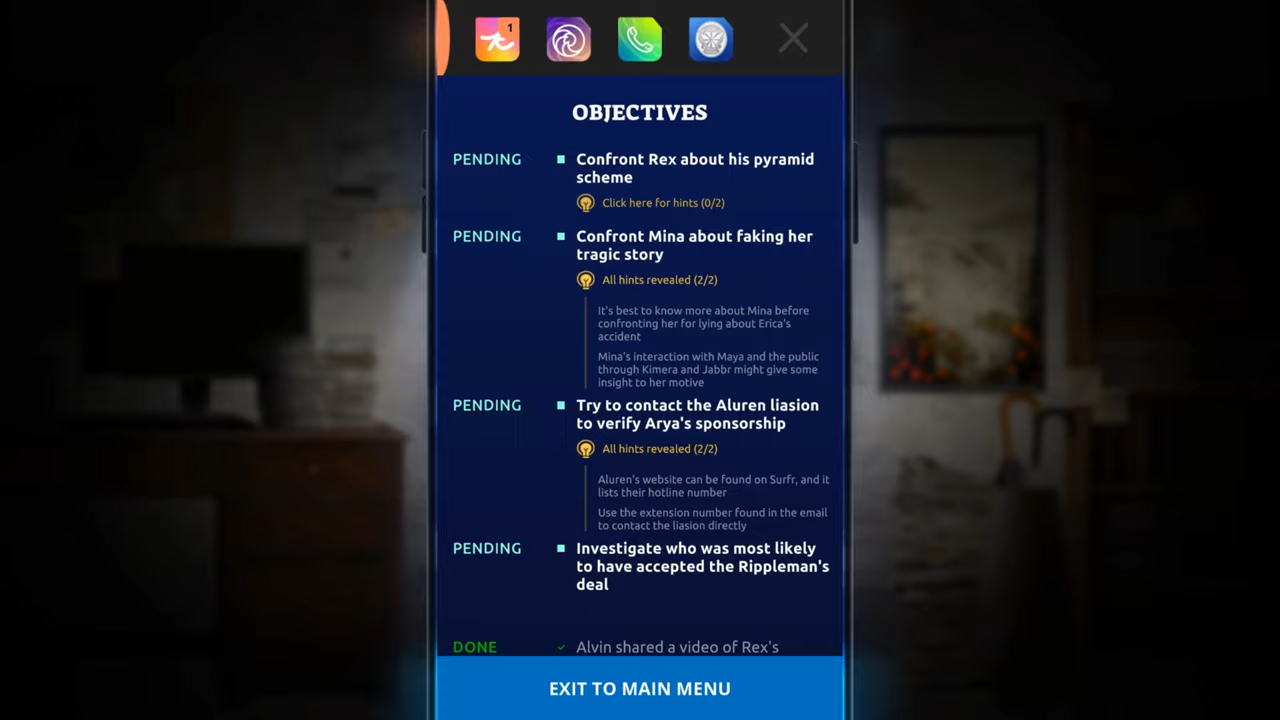 1
OBJECTIVES
PENDING
Confront Rex about his pyramid
scheme
Click here for hints (0/2)
PENDING
Confront Mina about faking her
tragic story
All hints revealed (2/2)
It's best to know more about Mina before
confronting her for lying about Erica's
accident
Mina's interaction with Maya and the public
through Kimera and Jabbr might give some
insight to her motive
PENDING
Try to contact the Aluren liasion
to verify Arya's sponsorship
All hints revealed (2/2)
Aluren's website can be found on Surfr, and it
lists their hotline number
Use the extension number found in the email
to contact the liasion directly
PENDING
Investigate who was most likely
to have accepted the Rippleman's
deal
DONE
Alvin shared a video of Rex's
EXIT TO MAIN MENU